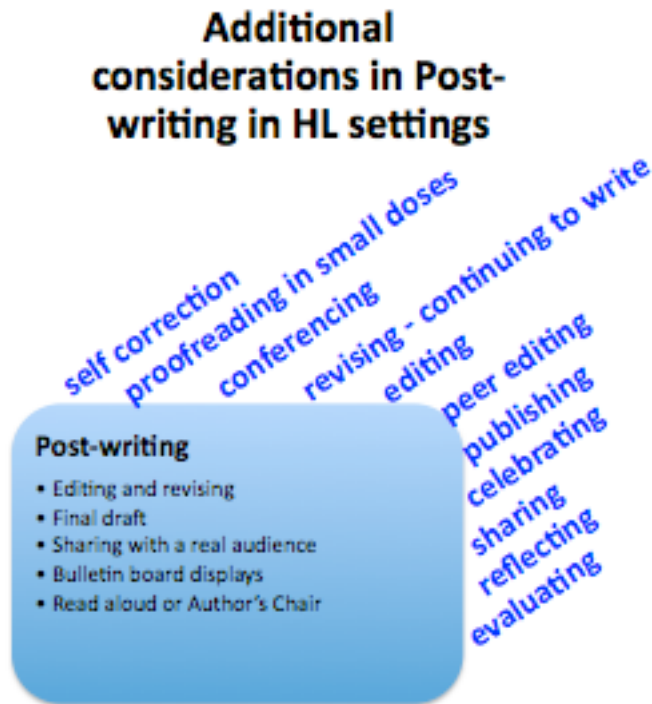 Additional
considerations in Post-
writing in HL settings
self correction
proofreading in small doses
conferencing
revising - continuing to write
editing
peer editing
publishing
celebrating
sharing
reflecting
evaluating
Post-writing
• Editing and revising
• Final draft
• Sharing with a real audience
• Bulletin board displays
• Read aloud or Author's Chair